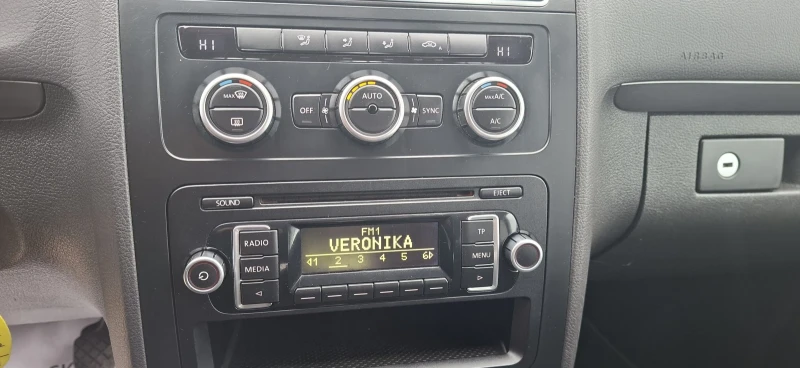 HI
HI
AIRBAG
MAX
AUTO
OFF
SYNC
MAX A/C
A/C
SOUND
EJECT
FM1
VERONIKA
1 2 3 4 5 6
RADIO
MEDIA
TP
MENU